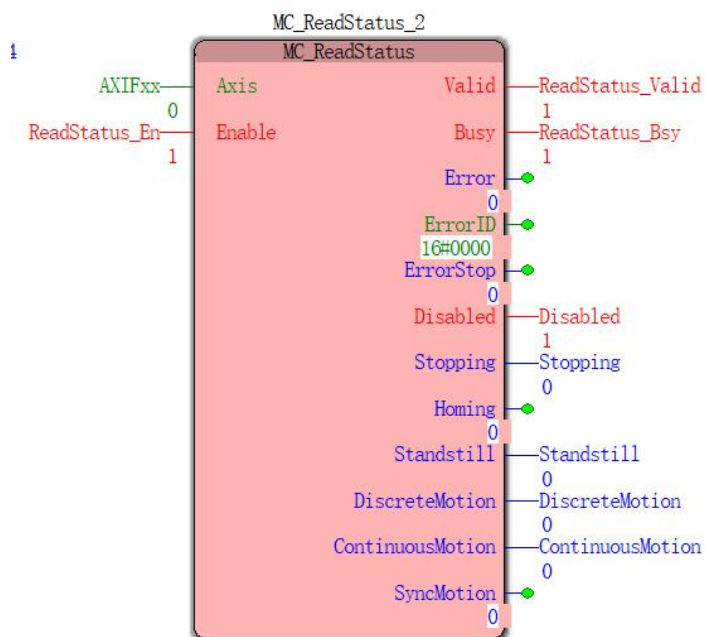 MC_ReadStatus_2
4
MC_ReadStatus
AXIFxx Axis Valid ReadStatus_Valid
0 1
ReadStatus_En Enable Busy ReadStatus_Bsy
1 1
Error
0
ErrorID
16#0000
ErrorStop
0
Disabled Disabled
1
Stopping Stopping
0
Homing
0
Standstill Standstill
0
DiscreteMotion DiscreteMotion
0
ContinuousMotion ContinuousMotion
0
SyncMotion
0